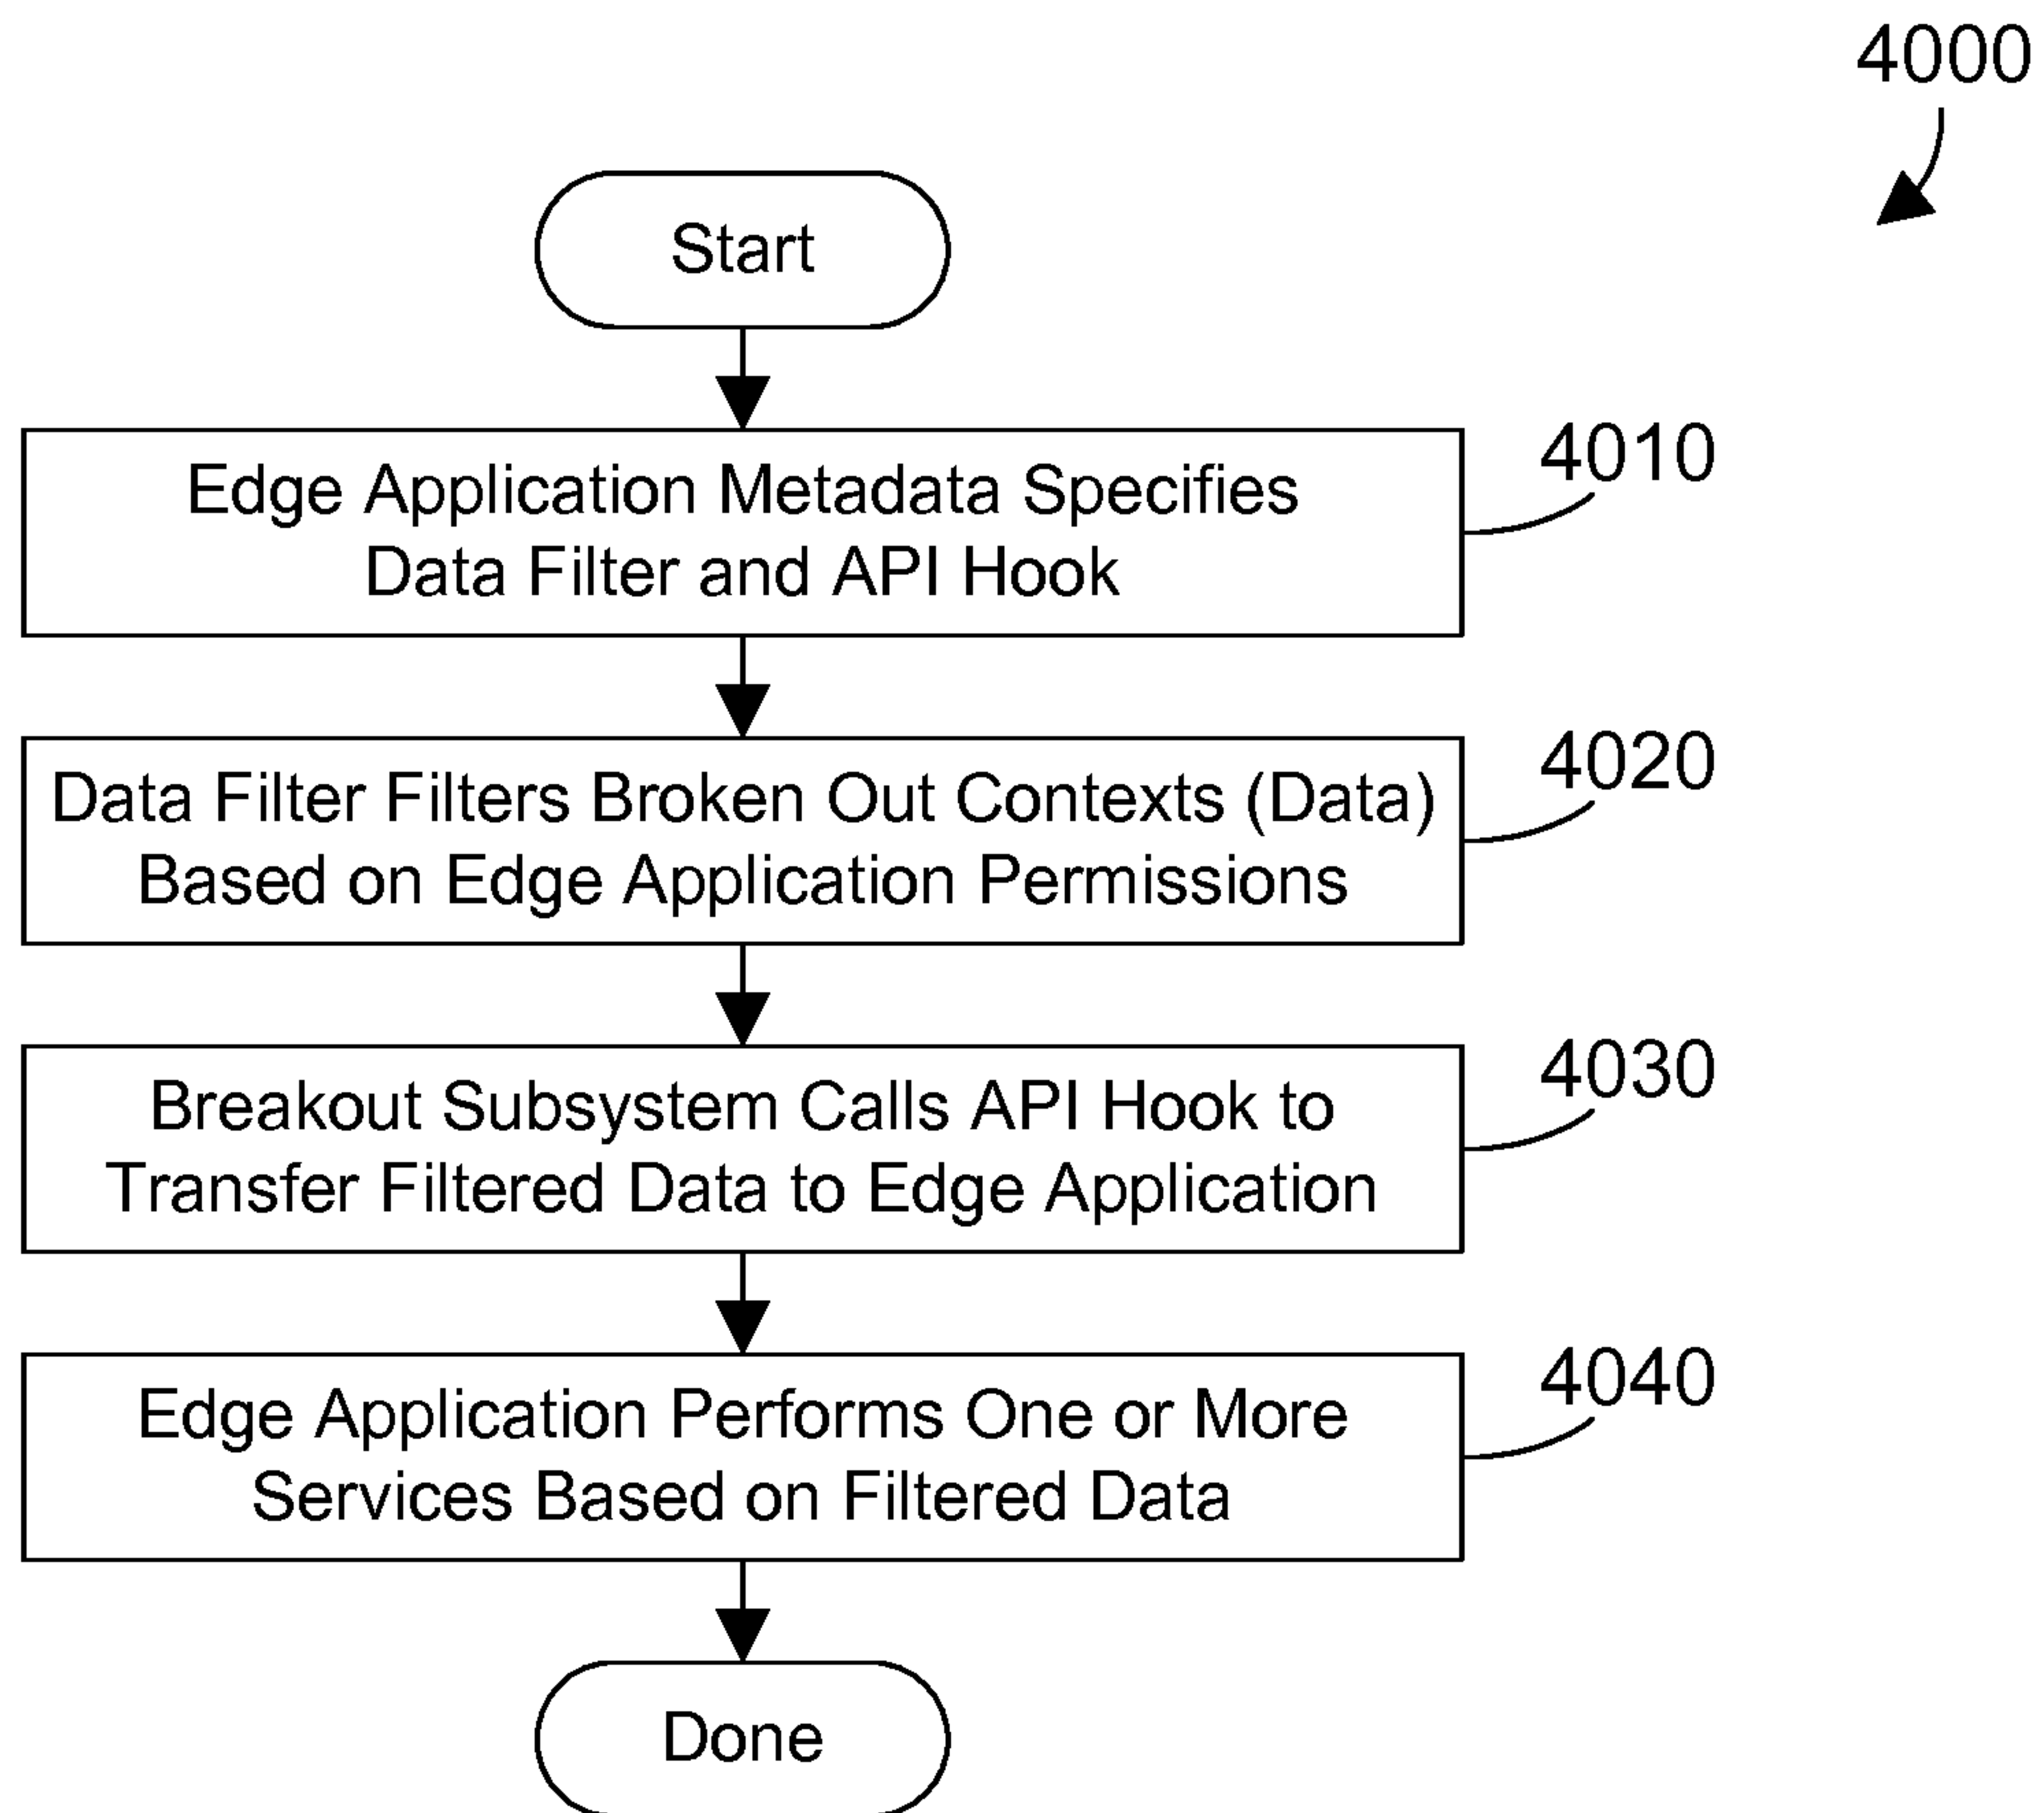 4000
Start
Edge Application Metadata Specifies
Data Filter and API Hook
4010
Data Filter Filters Broken Out Contexts (Data)
Based on Edge Application Permissions
4020
Breakout Subsystem Calls API Hook to
Transfer Filtered Data to Edge Application
4030
Edge Application Performs One or More
Services Based on Filtered Data
4040
Done